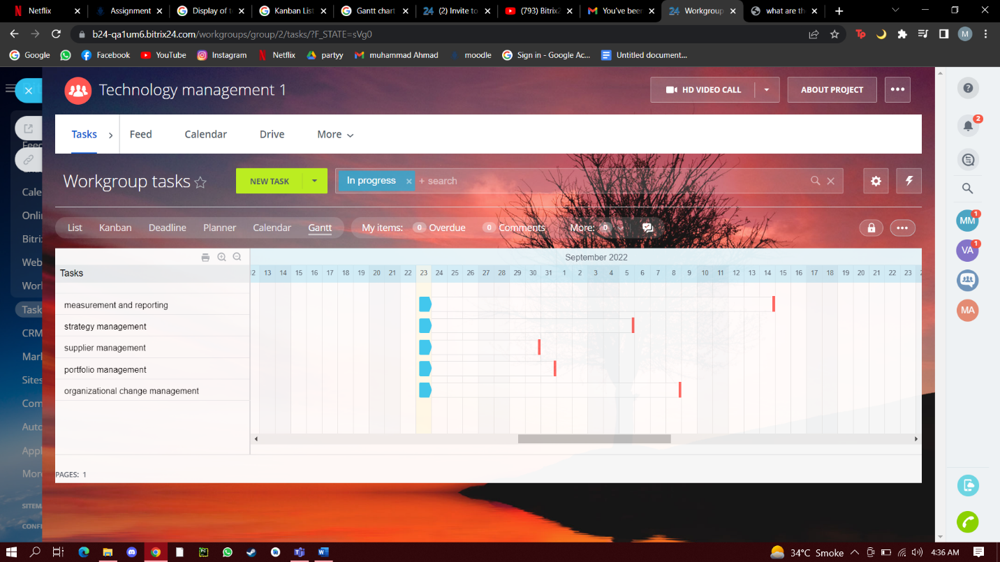 Netflix
Assignment
Display of t
Kanban List
Gantt chart
24 (2) Invite to
(793) Bitrix2
You've been
24 Workgroup
what are th
b24-qa1um6.bitrix24.com/workgroups/group/2/tasks/?F_STATE=sVg0
Google
Facebook
YouTube
Instagram
Netflix
partyy
muhammad Ahmad
moodle
Sign in - Google Ac...
Untitled document...
Technology management 1
HD VIDEO CALL
ABOUT PROJECT
Tasks
Feed
Calendar
Drive
More
Workgroup tasks
NEW TASK
In progress
+ search
List
Kanban
Deadline
Planner
Calendar
Gantt
My items:
0 Overdue
0 Comments
More: 0
September 2022
Tasks
12 13 14 15 16 17 18 19 20 21 22 23 24 25 26 27 28 29 30 31 1 2 3 4 5 6 7 8 9 10 11 12 13 14 15 16 17 18 19 20 21 22 23
measurement and reporting
strategy management
supplier management
portfolio management
organizational change management
PAGES: 1
Cale
Onli
Bitri
Web
Work
Task
CRM
Mark
Sites
Com
Auto
Appl
More
SITEMA
CONFI
2
MM
1
VA
1
MA
34°C Smoke
4:36 AM